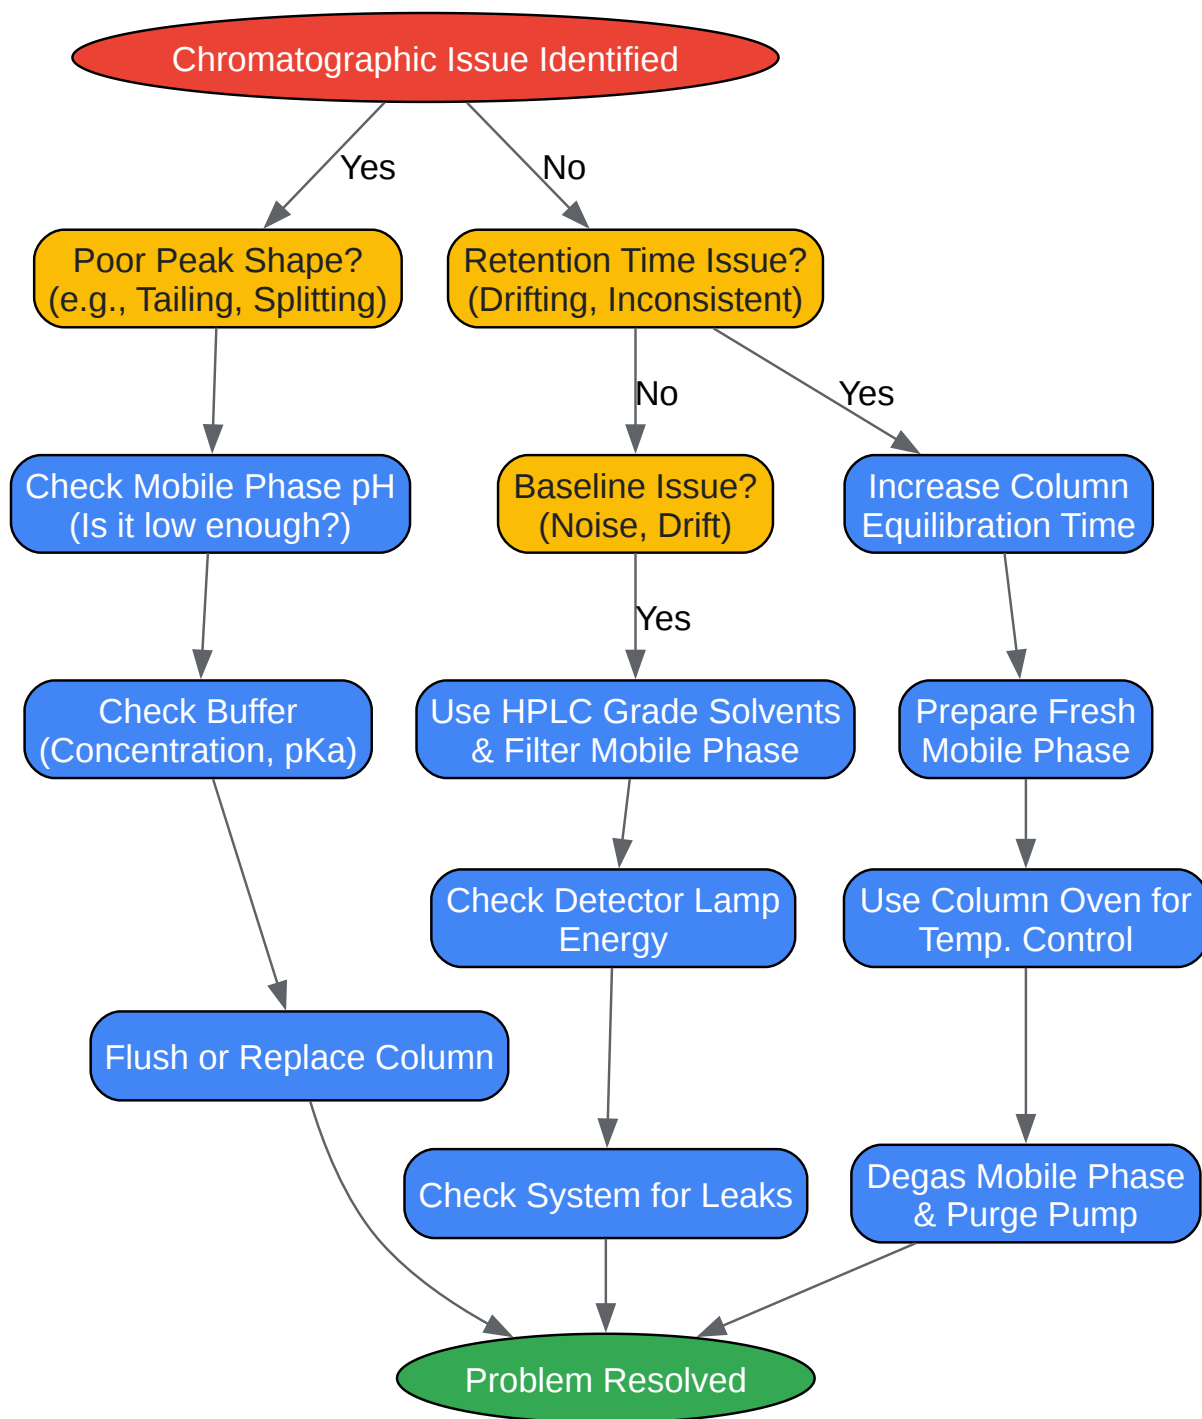 Chromatographic Issue Identified
Yes
No
Poor Peak Shape?
(e.g., Tailing, Splitting)
Retention Time Issue?
(Drifting, Inconsistent)
No
Yes
Check Mobile Phase pH
(Is it low enough?)
Baseline Issue?
(Noise, Drift)
Increase Column
Equilibration Time
Yes
Check Buffer
(Concentration, pKa)
Use HPLC Grade Solvents
& Filter Mobile Phase
Prepare Fresh
Mobile Phase
Check Detector Lamp
Energy
Use Column Oven for
Temp. Control
Flush or Replace Column
Check System for Leaks
Degas Mobile Phase
& Purge Pump
Problem Resolved